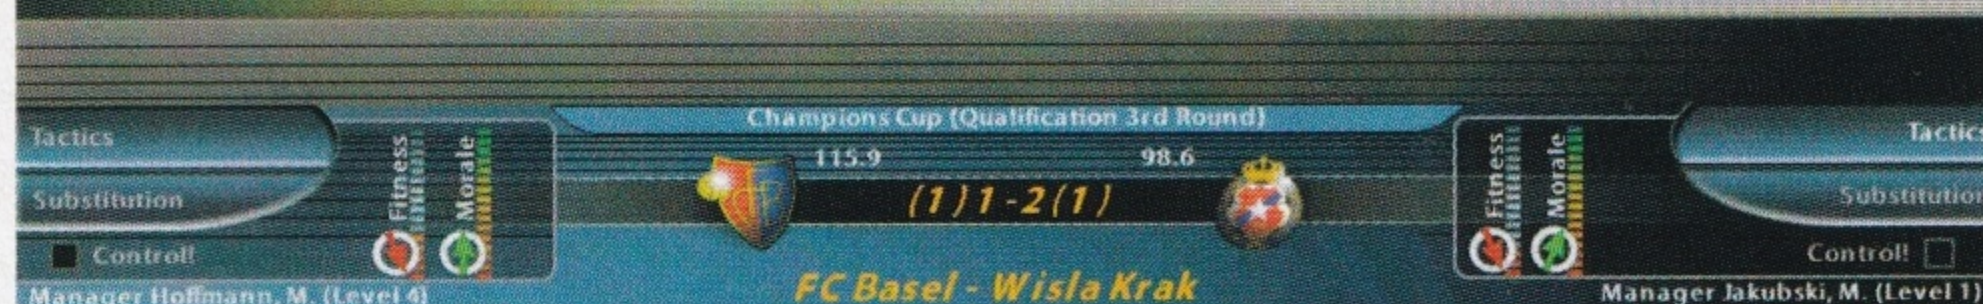 Champions Cup (Qualification 3rd Round)
Tactics
Substitution
Control!
Manager Hoffmann, M. (Level 4)
Fitness
Morale
115.9
98.6
(1) 1 - 2 (1)
FC Basel - Wisla Krak
Fitness
Morale
Tactic
Substitution
Control!
Manager Jakubski, M. (Level 1)